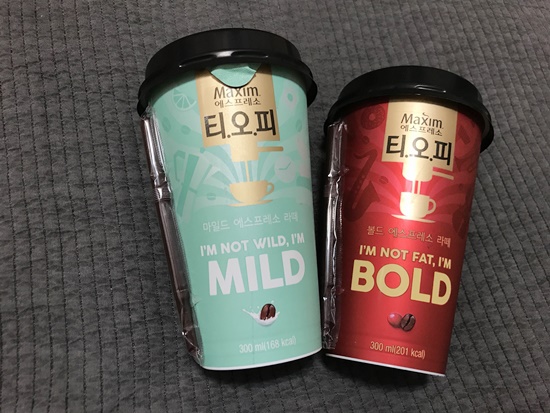 Maxim
에스프레소
티.오.피
마일드 에스프레소 라떼
I'M NOT WILD, I'M
MILD
300 ml(168 kcal)
Maxim
에스프레소
티.오.피
볼드 에스프레소 라떼
I'M NOT FAT, I'M
BOLD
300 ml(201 kcal)